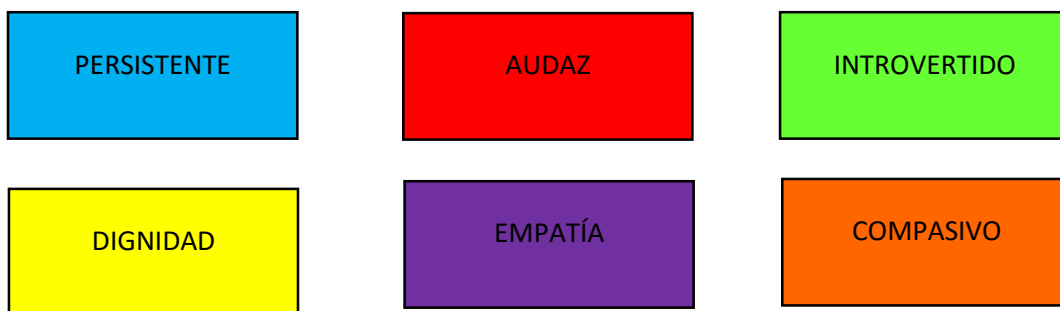 PERSISTENTE
AUDAZ
INTROVERTIDO
DIGNIDAD
EMPATÍA
COMPASIVO